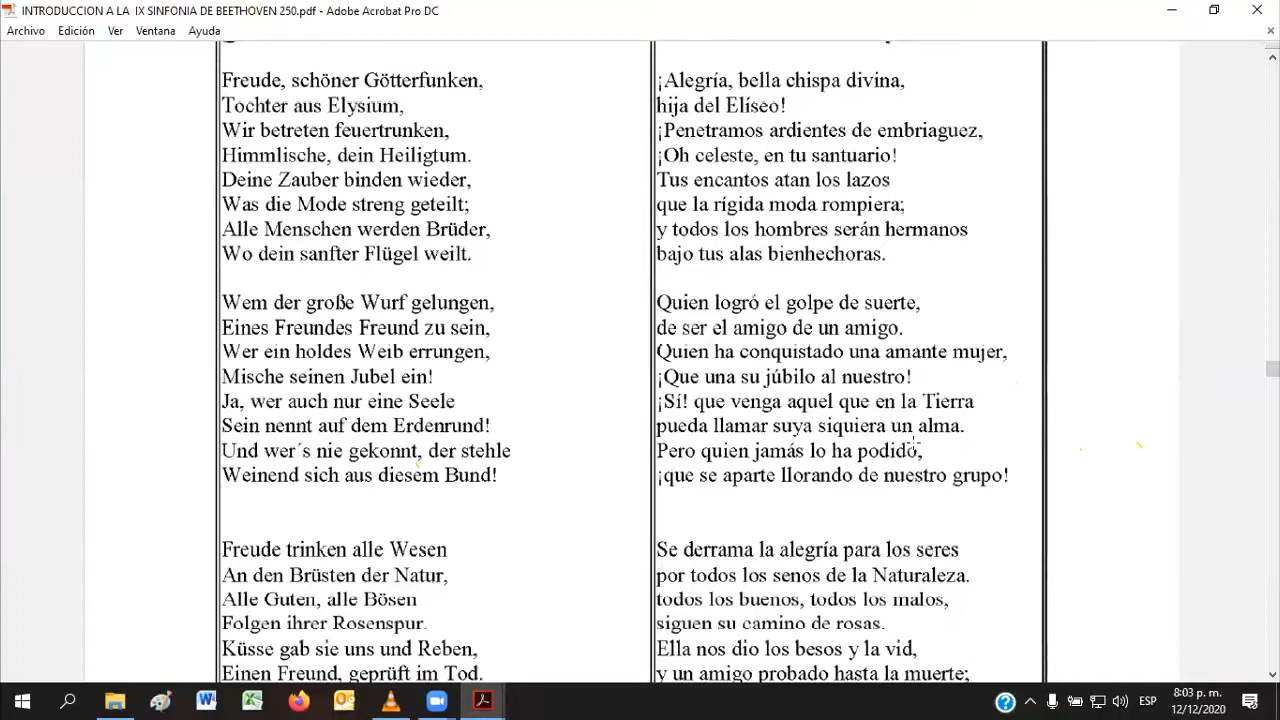 INTRODUCCION A LA IX SINFONIA DE BEETHOVEN 250.pdf - Adobe Acrobat Pro DC
Archivo Edición Ver Ventana Ayuda
Freude, schöner Götterfunken,
Tochter aus Elysium,
Wir betreten feuertrunken,
Himmlische, dein Heiligtum.
Deine Zauber binden wieder,
Was die Mode streng geteilt;
Alle Menschen werden Brüder,
Wo dein sanfter Flügel weilt.
Wem der große Wurf gelungen,
Eines Freundes Freund zu sein,
Wer ein holdes Weib errungen,
Mische seinen Jubel ein!
Ja, wer auch nur eine Seele
Sein nennt auf dem Erdenrund!
Und wer´s nie gekonnt, der stehle
Weinend sich aus diesem Bund!
Freude trinken alle Wesen
An den Brüsten der Natur,
Alle Guten, alle Bösen
Folgen ihrer Rosenspur.
Küsse gab sie uns und Reben,
Einen Freund, geprüft im Tod.
¡Alegría, bella chispa divina,
hija del Elíseo!
¡Penetramos ardientes de embriaguez,
¡Oh celeste, en tu santuario!
Tus encantos atan los lazos
que la rígida moda rompiera;
y todos los hombres serán hermanos
bajo tus alas bienhechoras.
Quien logró el golpe de suerte,
de ser el amigo de un amigo.
Quien ha conquistado una amante mujer,
¡Que una su júbilo al nuestro!
¡Sí! que venga aquel que en la Tierra
pueda llamar suya siquiera un alma.
Pero quien jamás lo ha podido,
¡que se aparte llorando de nuestro grupo!
Se derrama la alegría para los seres
por todos los senos de la Naturaleza.
todos los buenos, todos los malos,
siguen su camino de rosas.
Ella nos dio los besos y la vid,
y un amigo probado hasta la muerte;
ESP
8:03 p. m.
12/12/2020